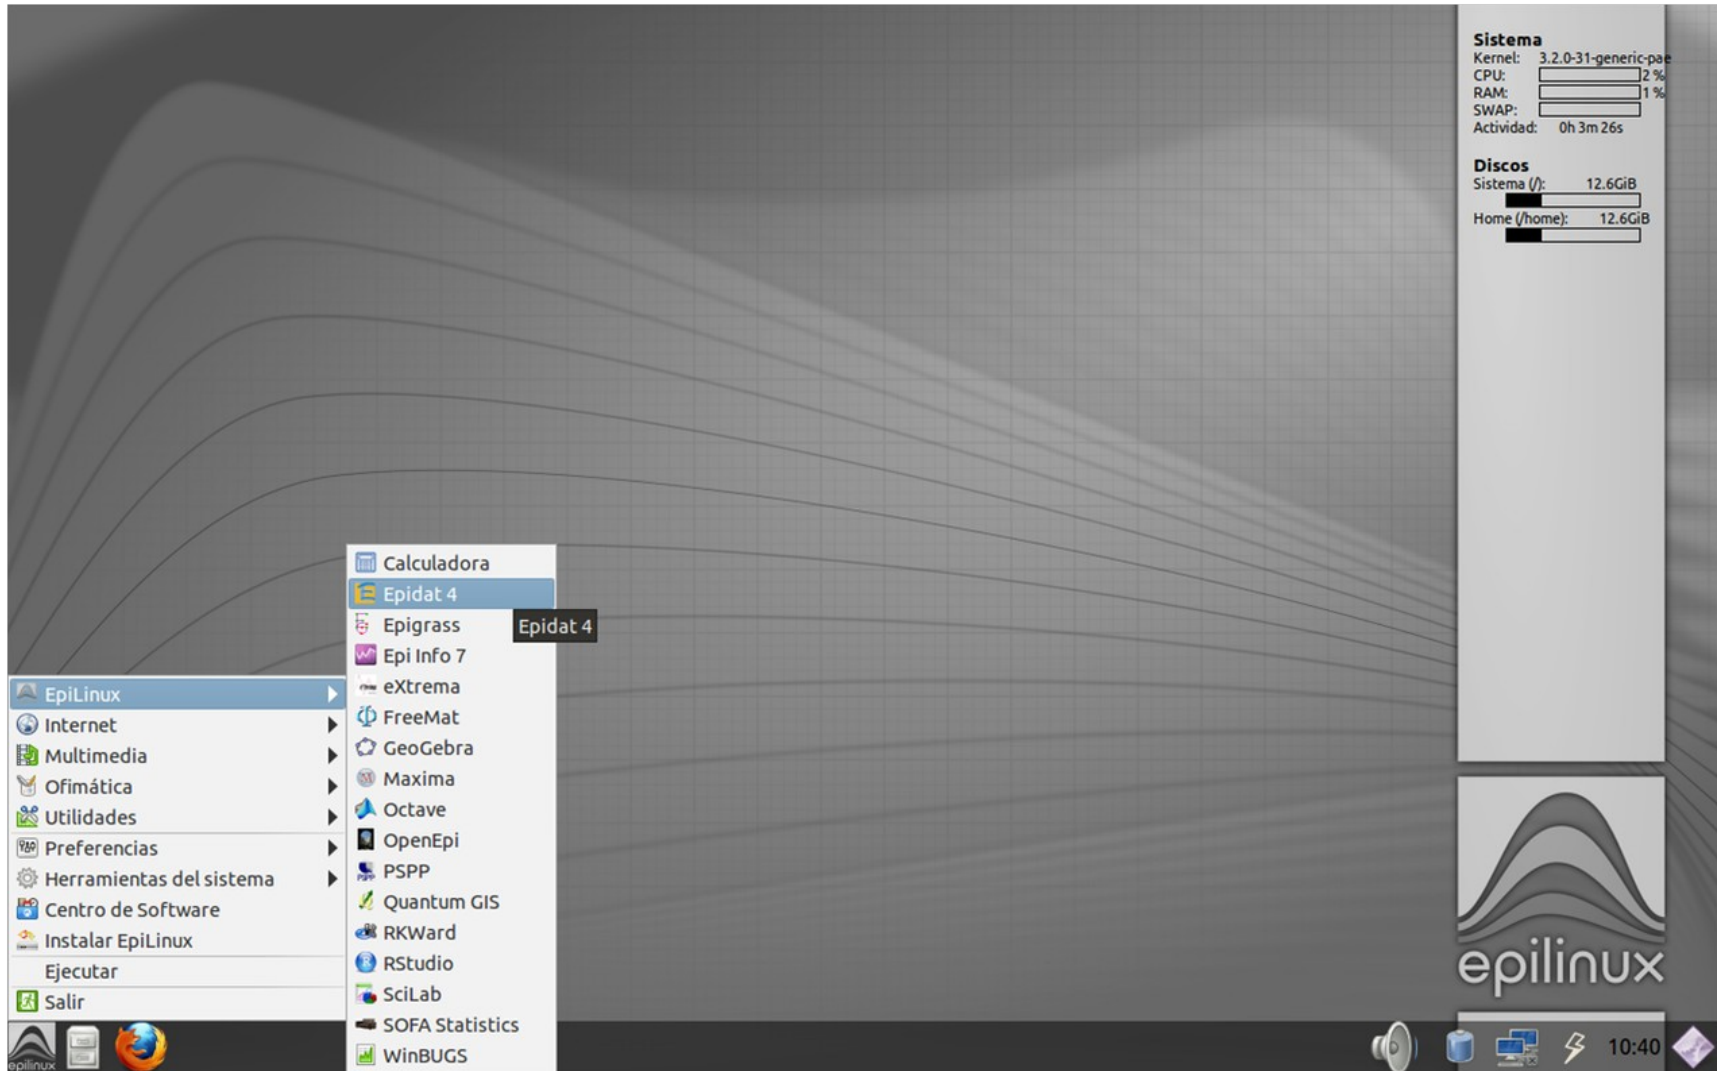 Sistema
Kernel: 3.2.0-31-generic-pae
CPU: 2 %
RAM: 1 %
SWAP:
Actividad: 0h 3m 26s
Discos
Sistema (/): 12.6GiB
Home (/home): 12.6GiB
Calculadora
Epidat 4
Epigrass
Epidat 4
Epi Info 7
eXtrema
FreeMat
GeoGebra
Maxima
Octave
OpenEpi
PSPP
Quantum GIS
RKWard
RStudio
SciLab
SOFA Statistics
WinBUGS
EpiLinux
Internet
Multimedia
Ofimática
Utilidades
Preferencias
Herramientas del sistema
Centro de Software
Instalar EpiLinux
Ejecutar
Salir
epilinux
epilinux
10:40